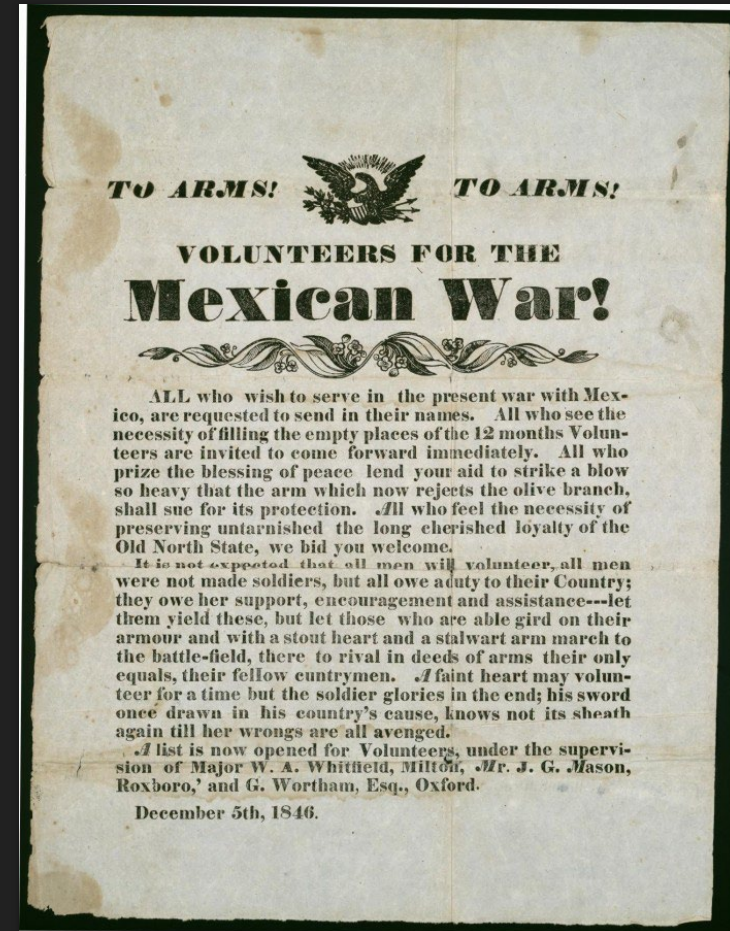 TO ARMS! TO ARMS!
VOLUNTEERS FOR THE
Mexican War!
ALL who wish to serve in the present war with Mex-
ico, are requested to send in their names. All who see the
necessity of filling the empty places of the 12 months Volun-
teers are invited to come forward immediately. All who
prize the blessing of peace lend your aid to strike a blow
so heavy that the arm which now rejects the olive branch,
shall sue for its protection. All who feel the necessity of
preserving untarnished the long cherished loyalty of the
Old North State, we bid you welcome.
It is not expected that all men will volunteer, all men
were not made soldiers, but all owe a duty to their Country;
they owe her support, encouragement and assistance---let
them yield these, but let those who are able gird on their
armour and with a stout heart and a stalwart arm march to
the battle-field, there to rival in deeds of arms their only
equals, their fellow cuntrymen. A faint heart may volun-
teer for a time but the soldier glories in the end; his sword
once drawn in his country's cause, knows not its sheath
again till her wrongs are all avenged.
A list is now opened for Volunteers, under the supervi-
sion of Major W. A. Whitfield, Milton, Mr. J. G. Mason,
Roxboro,' and G. Wortham, Esq., Oxford.
December 5th, 1846.